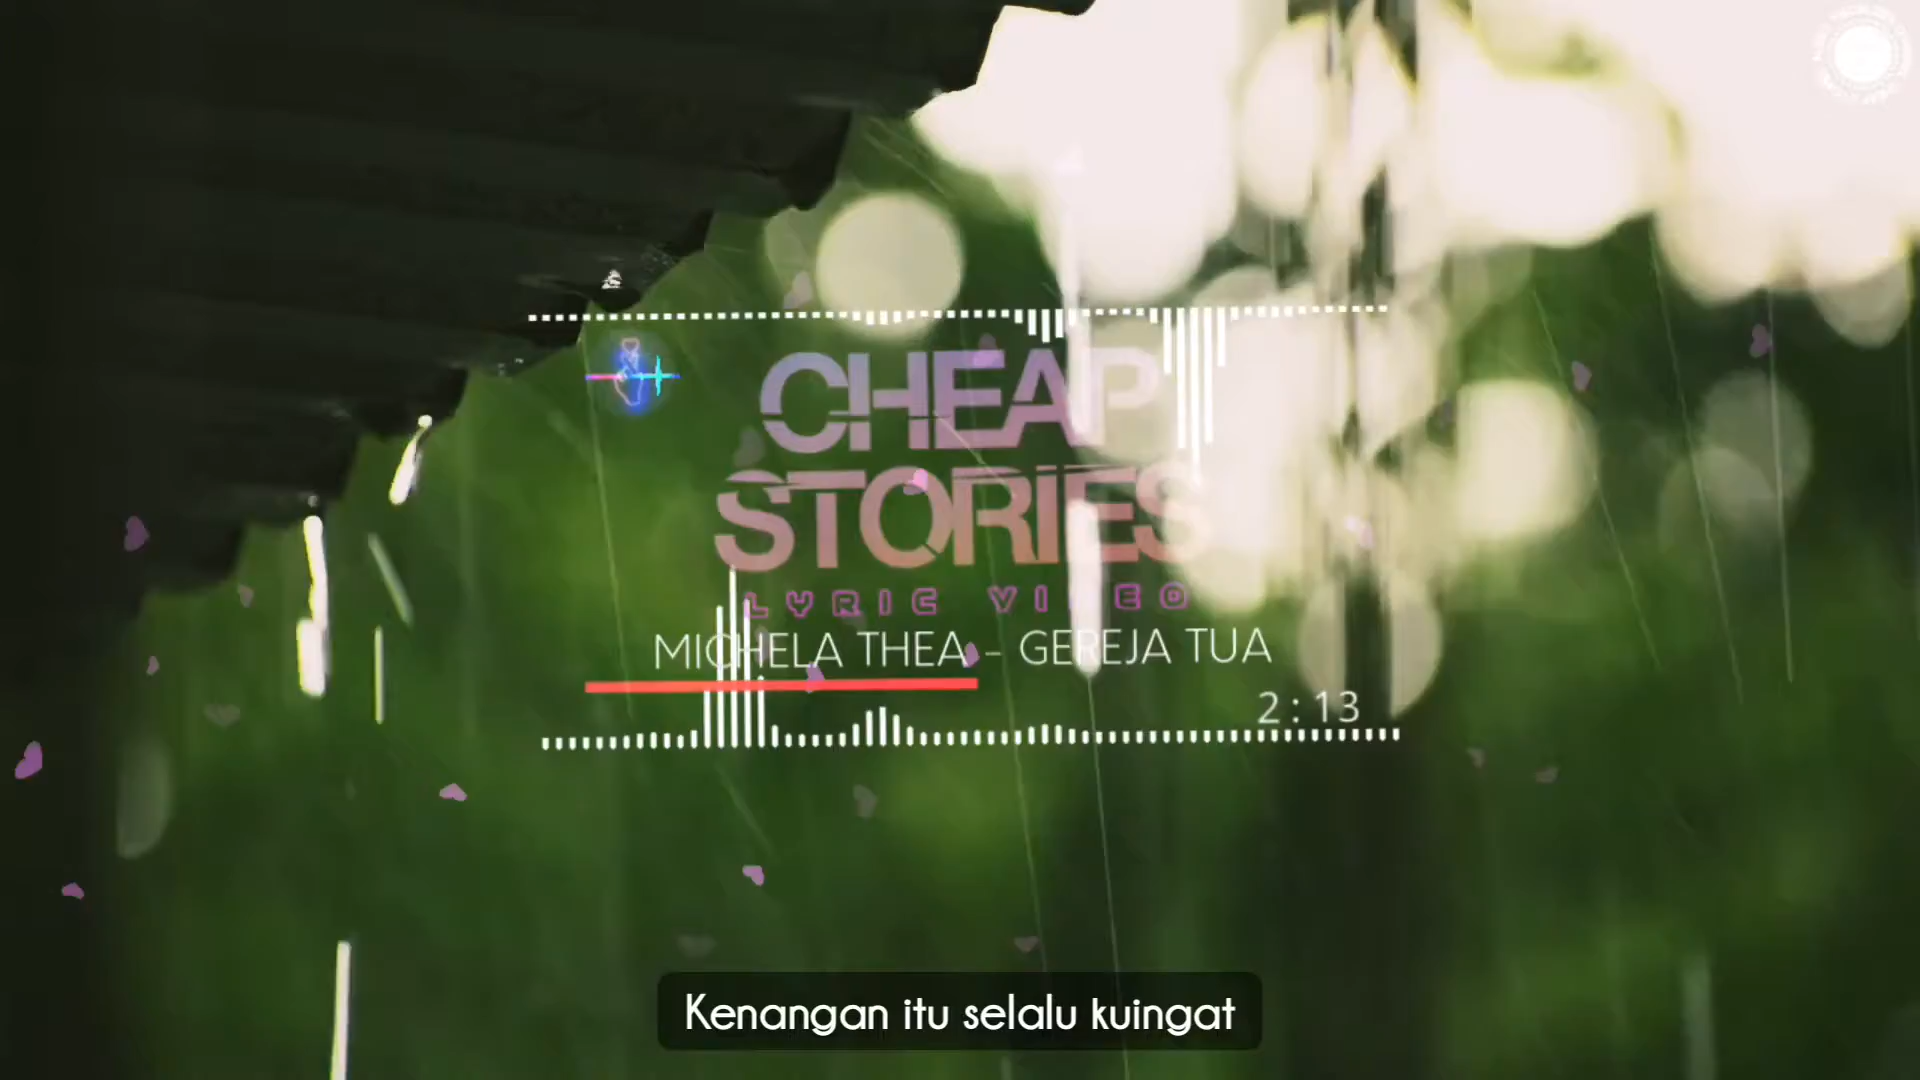 CHEAP
STORIES
LYRIC VIDEO
MICHELA THEA - GEREJA TUA
2:13
Kenangan itu selalu kuingat